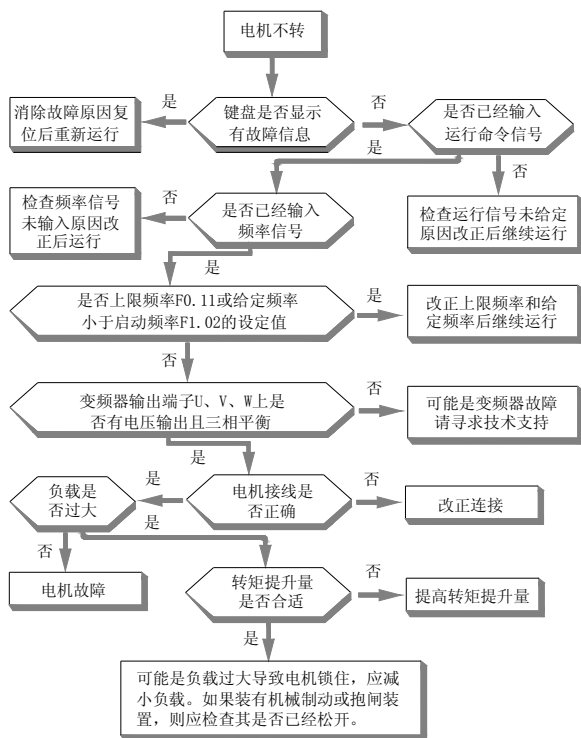 电机不转
是
消除故障原因复
位后重新运行
键盘是否显示
有故障信息
否
是否已经输入
运行命令信号
是
否
检查频率信号
未输入原因改
正后运行
否
是否已经输入
频率信号
检查运行信号未给定
原因改正后继续运行
是
是否上限频率F0.11或给定频率
小于启动频率F1.02的设定值
是
改正上限频率和给
定频率后继续运行
否
变频器输出端子U、V、W上是
否有电压输出且三相平衡
否
可能是变频器故障
请寻求技术支持
是
负载是
否过大
是
电机接线是
否正确
否
改正连接
是
否
电机故障
转矩提升量
是否合适
否
提高转矩提升量
是
可能是负载过大导致电机锁住，应减
小负载。如果装有机械制动或抱闸装
置，则应检查其是否已经松开。